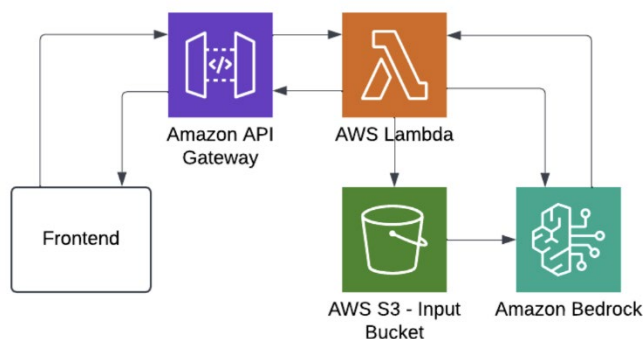 </>
Amazon API
Gateway
AWS Lambda
Frontend
AWS S3 - Input
Bucket
Amazon Bedrock